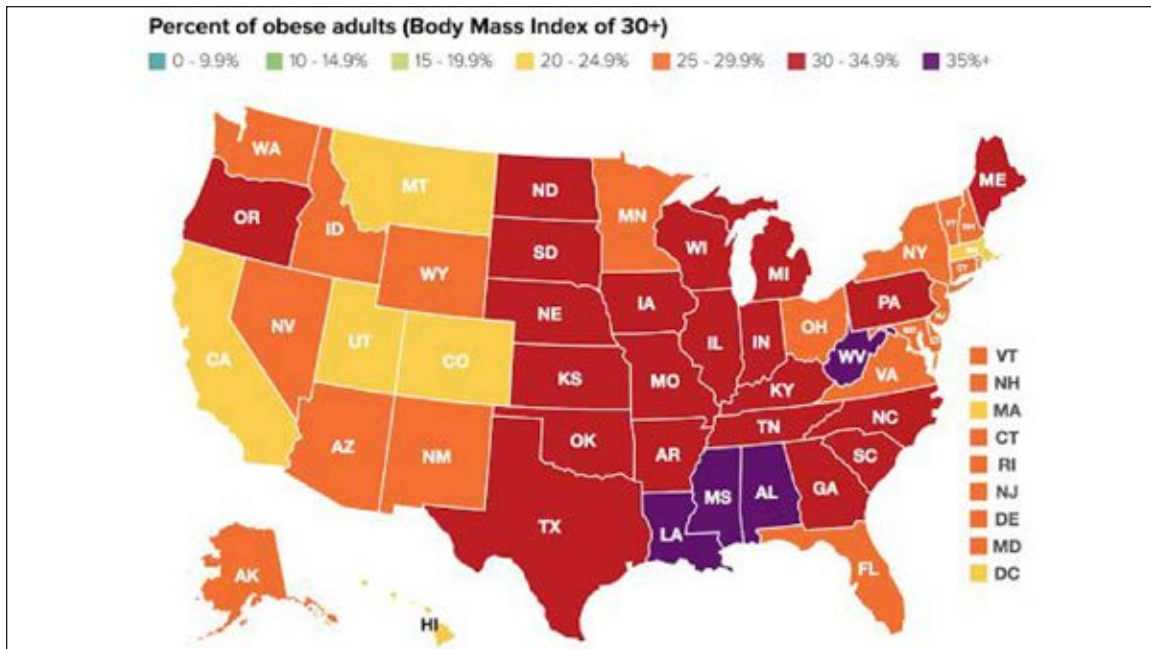 Percent of obese adults (Body Mass Index of 30+)
0 - 9.9% 10 - 14.9% 15 - 19.9% 20 - 24.9% 25 - 29.9% 30 - 34.9% 35%+
WA
MT
ND
MN
ME
OR
ID
SD
WI
MI
VT
NH
NY
WY
IA
PA
CT
NV
NE
IL
IN
OH
NJ
UT
CO
WV
VA
CA
KS
MO
KY
NC
TN
AZ
NM
OK
AR
SC
MS
AL
GA
TX
LA
FL
AK
HI
VT
NH
MA
CT
RI
NJ
DE
MD
DC